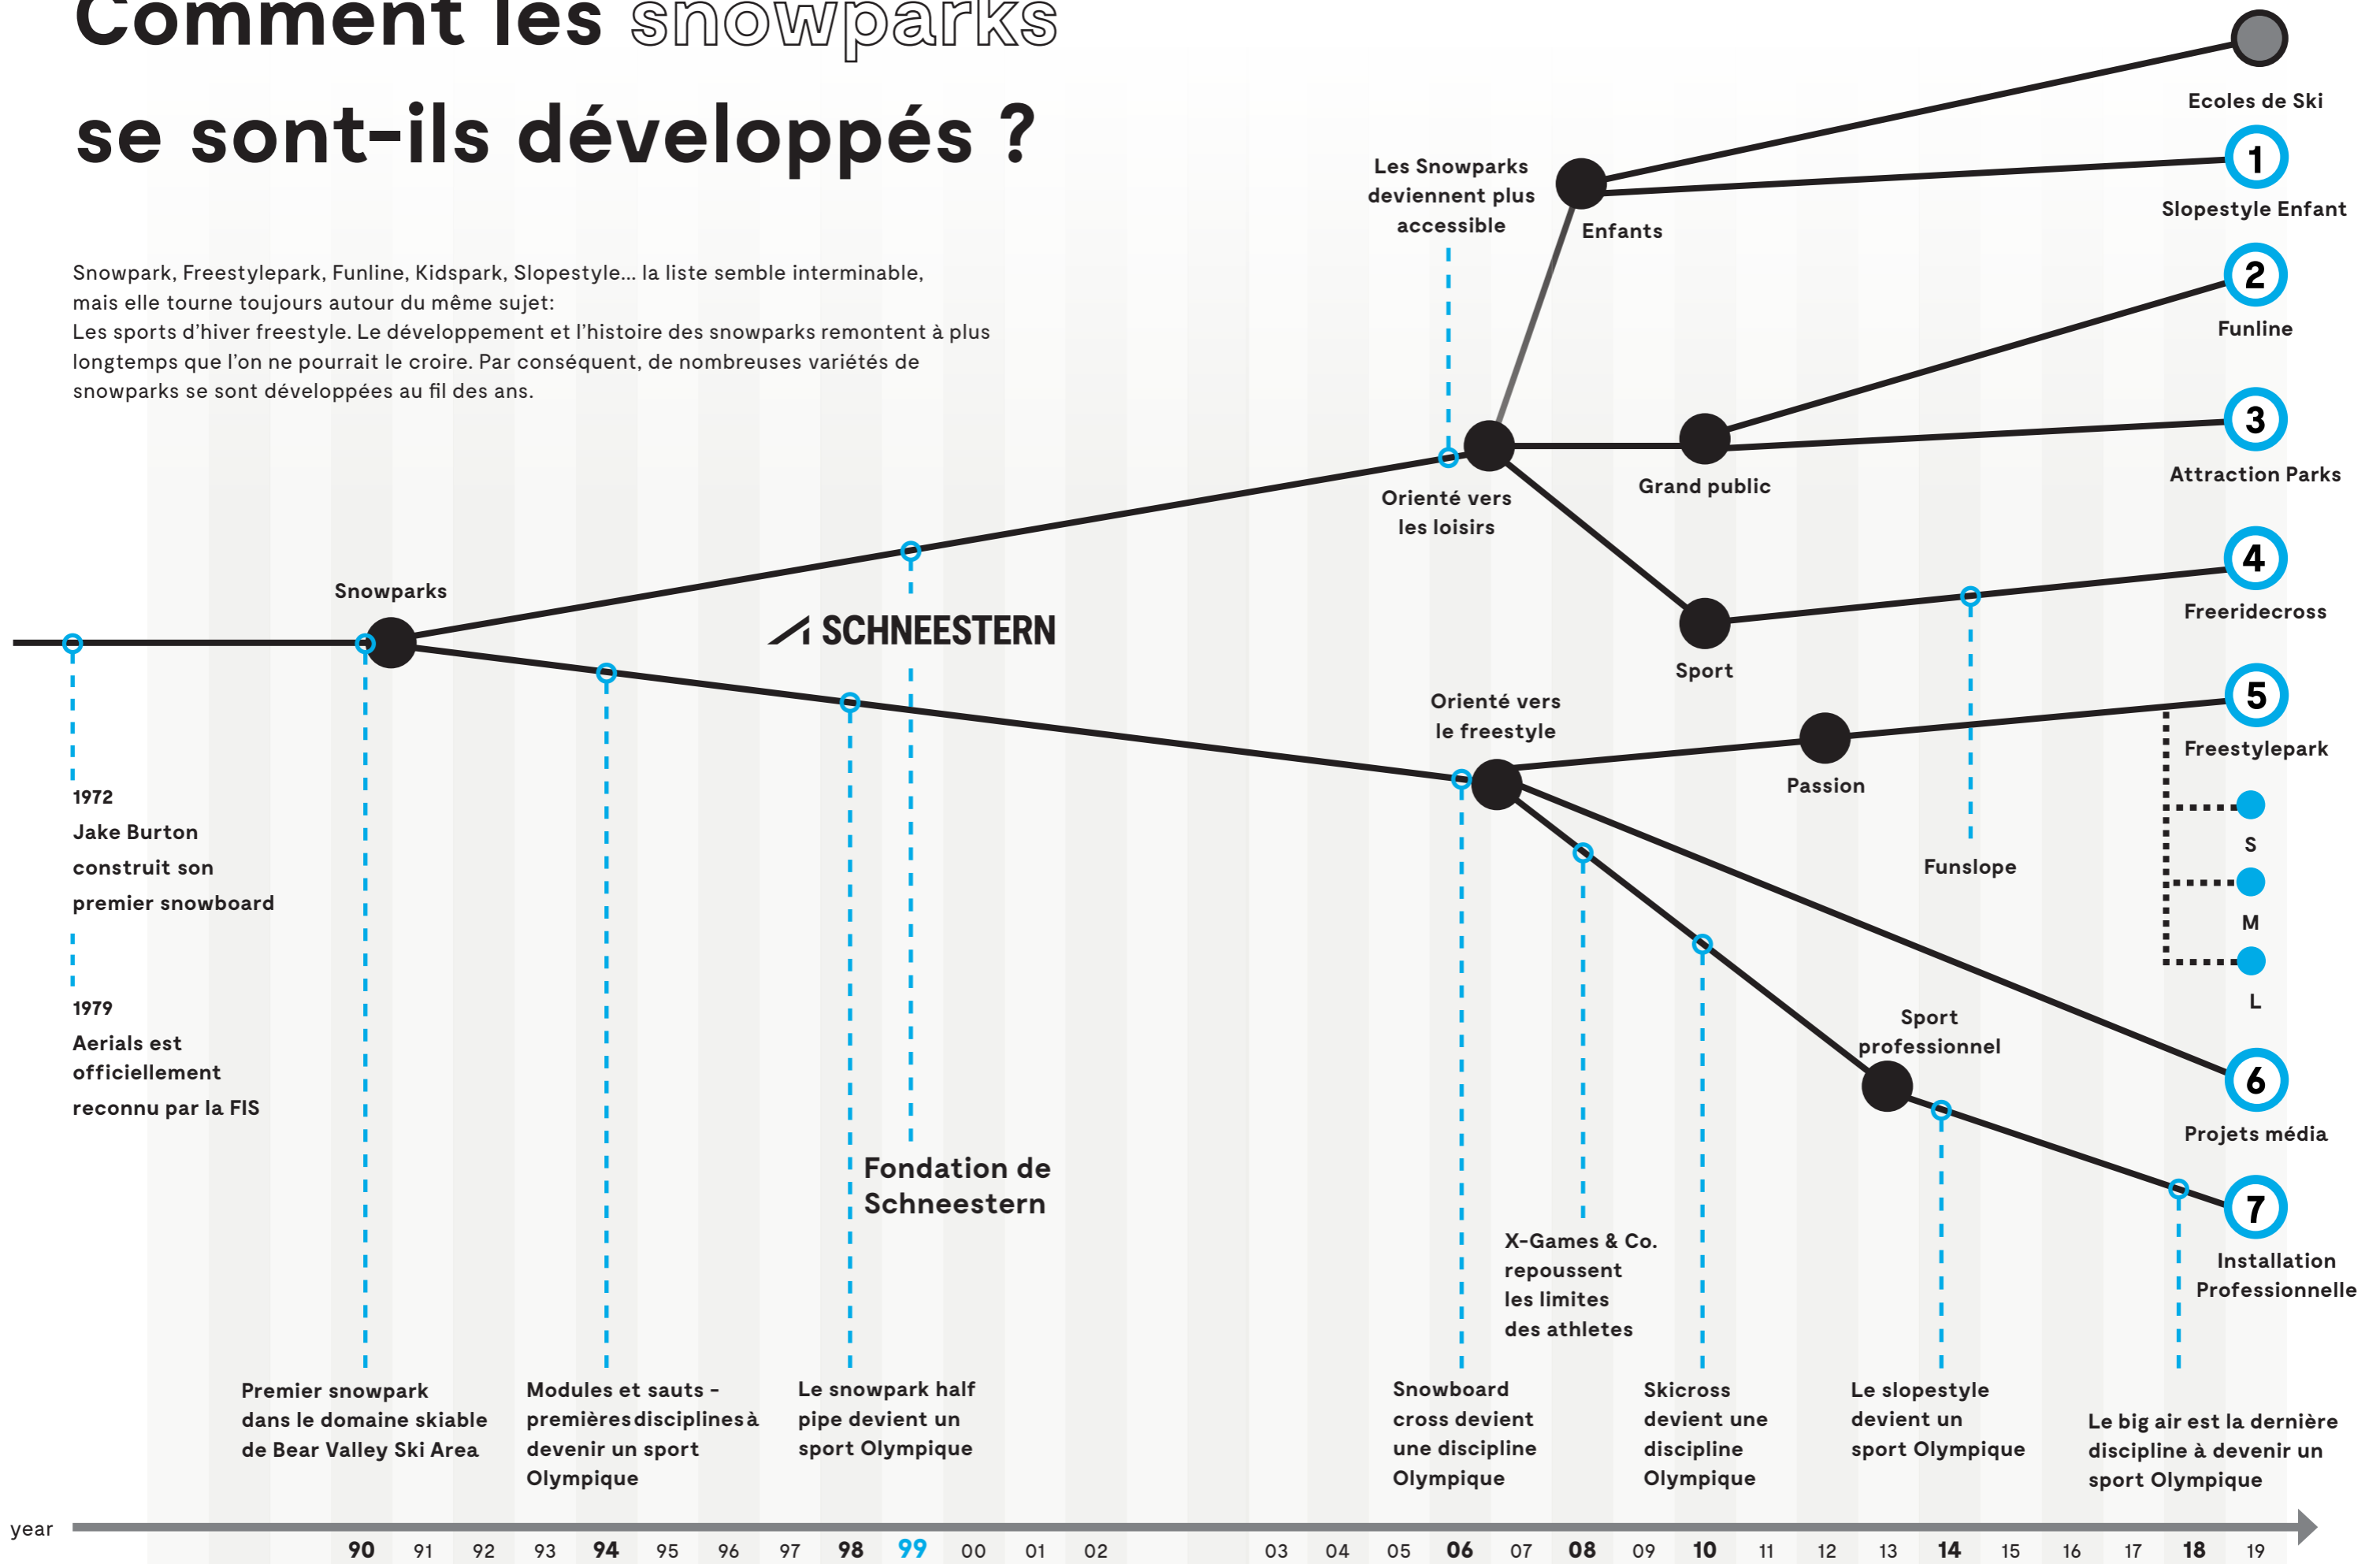 Comment les snowparks
se sont-ils développés ?
Snowpark, Freestylepark, Funline, Kidspark, Slopestyle... la liste semble interminable,
mais elle tourne toujours autour du même sujet:
Les sports d'hiver freestyle. Le développement et l'histoire des snowparks remontent à plus
longtemps que l'on ne pourrait le croire. Par conséquent, de nombreuses variétés de
snowparks se sont développées au fil des ans.
Ecoles de Ski
1
Slopestyle Enfant
2
Funline
3
Attraction Parks
4
Freeridecross
5
Freestylepark
S
M
L
6
Projets média
7
Installation
Professionnelle
Les Snowparks
deviennent plus
accessible
Enfants
Orienté vers
les loisirs
Grand public
Sport
Snowparks
SCHNEESTERN
Orienté vers
le freestyle
Passion
Funslope
Sport
professionnel
1972
Jake Burton
construit son
premier snowboard
1979
Aerials est
officiellement
reconnu par la FIS
Fondation de
Schneestern
X-Games & Co.
repoussent
les limites
des athletes
Premier snowpark
dans le domaine skiable
de Bear Valley Ski Area
Modules et sauts -
premières disciplines à
devenir un sport
Olympique
Le snowpark half
pipe devient un
sport Olympique
Snowboard
cross devient
une discipline
Olympique
Skicross
devient une
discipline
Olympique
Le slopestyle
devient un
sport Olympique
Le big air est la dernière
discipline à devenir un
sport Olympique
year
90 91 92 93 94 95 96 97 98 99 00 01 02 03 04 05 06 07 08 09 10 11 12 13 14 15 16 17 18 19